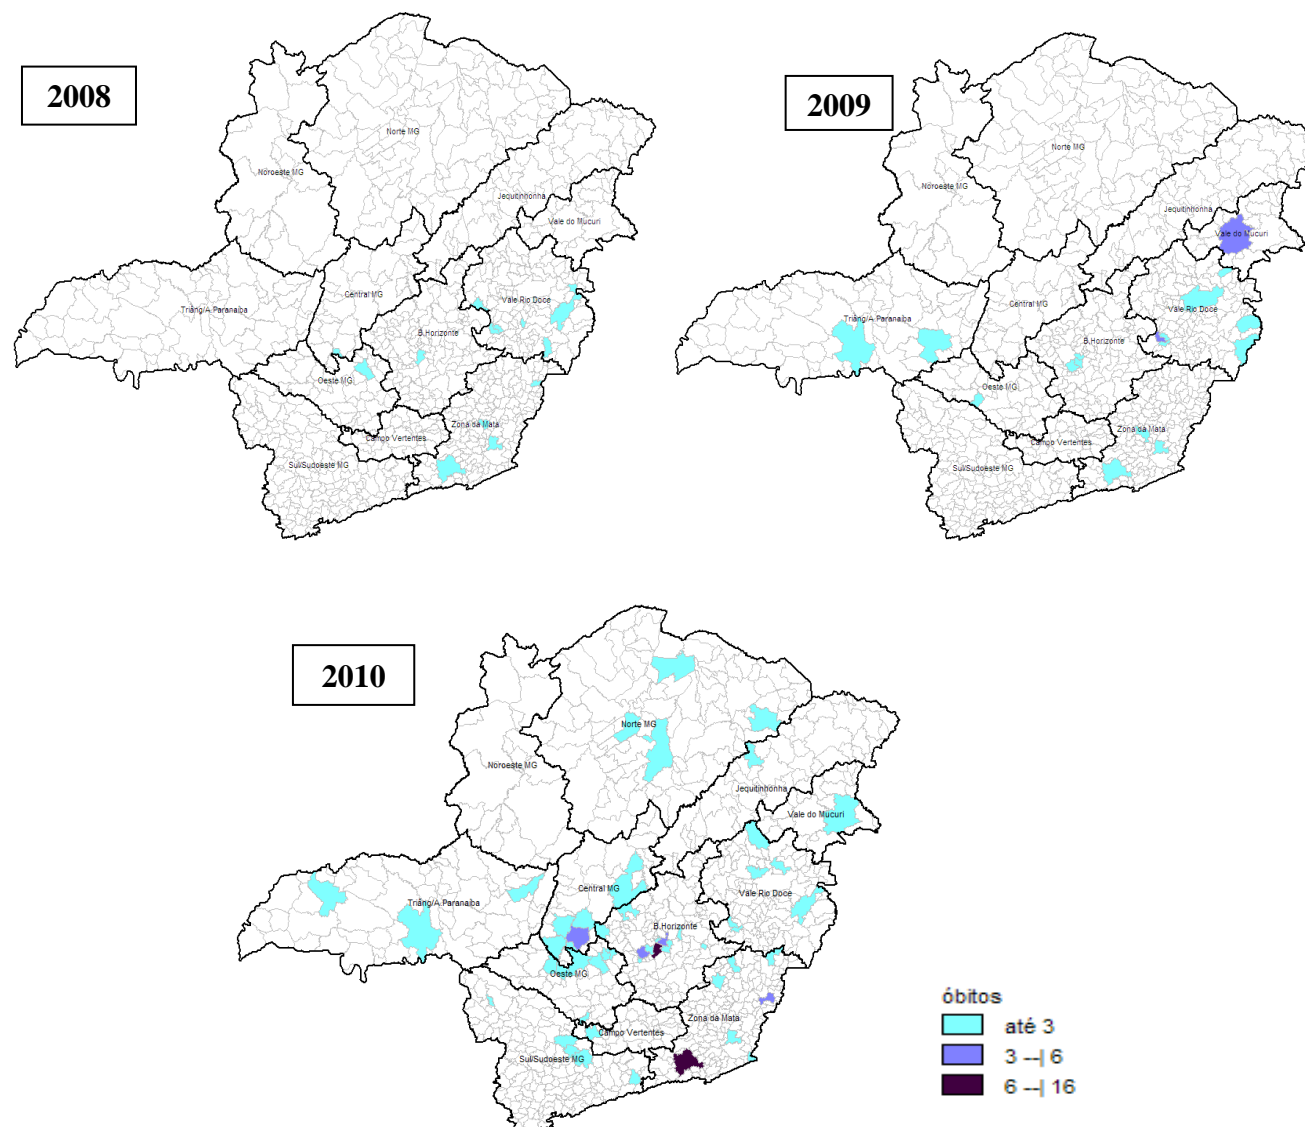 2008
Norte MG
Noroeste MG
Jequitinhonha
Vale do Mucuri
Central MG
Vale Rio Doce
Triâng/A.Paranaiba
B.Horizonte
Oeste MG
Zona da Mata
Campo Vertentes
Sul/Sudoeste MG
2009
Norte MG
Noroeste MG
Jequitinhonha
Vale do Mucuri
Central MG
Vale Rio Doce
Triâng/A.Paranaiba
B.Horizonte
Oeste MG
Zona da Mata
Campo Vertentes
Sul/Sudoeste MG
2010
Norte MG
Noroeste MG
Jequitinhonha
Vale do Mucuri
Central MG
Vale Rio Doce
Triâng/A.Paranaiba
B.Horizonte
Oeste MG
Zona da Mata
Campo Vertentes
Sul/Sudoeste MG
óbitos
até 3
3 --| 6
6 --| 16